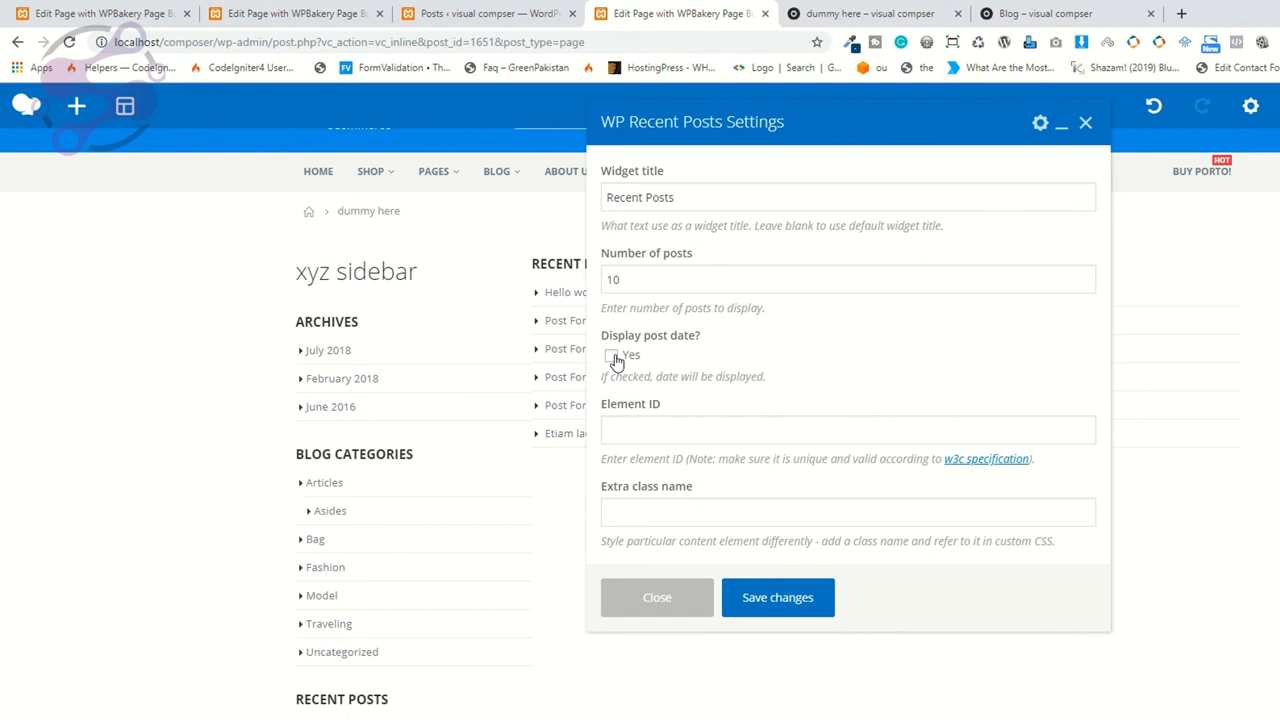 Edit Page with WPBakery Page Bu
Edit Page with WPBakery Page Bu
Posts ‹ visual compser — WordPr
Edit Page with WPBakery Page Bu
dummy here – visual compser
Blog – visual compser
localhost/composer/wp-admin/post.php?vc_action=vc_inline&post_id=1651&post_type=page
New
Apps
Helpers — CodeIgn...
CodeIgniter4 User...
FormValidation • Th...
Faq – GreenPakistan
HostingPress - WH...
Logo | Search | G...
ou
the
What Are the Most...
Shazam! (2019) Blu...
Edit Contact For
WP Recent Posts Settings
HOME
SHOP
PAGES
BLOG
ABOUT U
HOT
BUY PORTO!
dummy here
xyz sidebar
ARCHIVES
July 2018
February 2018
June 2016
BLOG CATEGORIES
Articles
Asides
Bag
Fashion
Model
Traveling
Uncategorized
RECENT POSTS
RECENT
Hello wo
Post For
Post For
Post For
Post For
Etiam la
Widget title
Recent Posts
What text use as a widget title. Leave blank to use default widget title.
Number of posts
10
Enter number of posts to display.
Display post date?
Yes
If checked, date will be displayed.
Element ID
Enter element ID (Note: make sure it is unique and valid according to w3c specification).
Extra class name
Style particular content element differently - add a class name and refer to it in custom CSS.
Close
Save changes